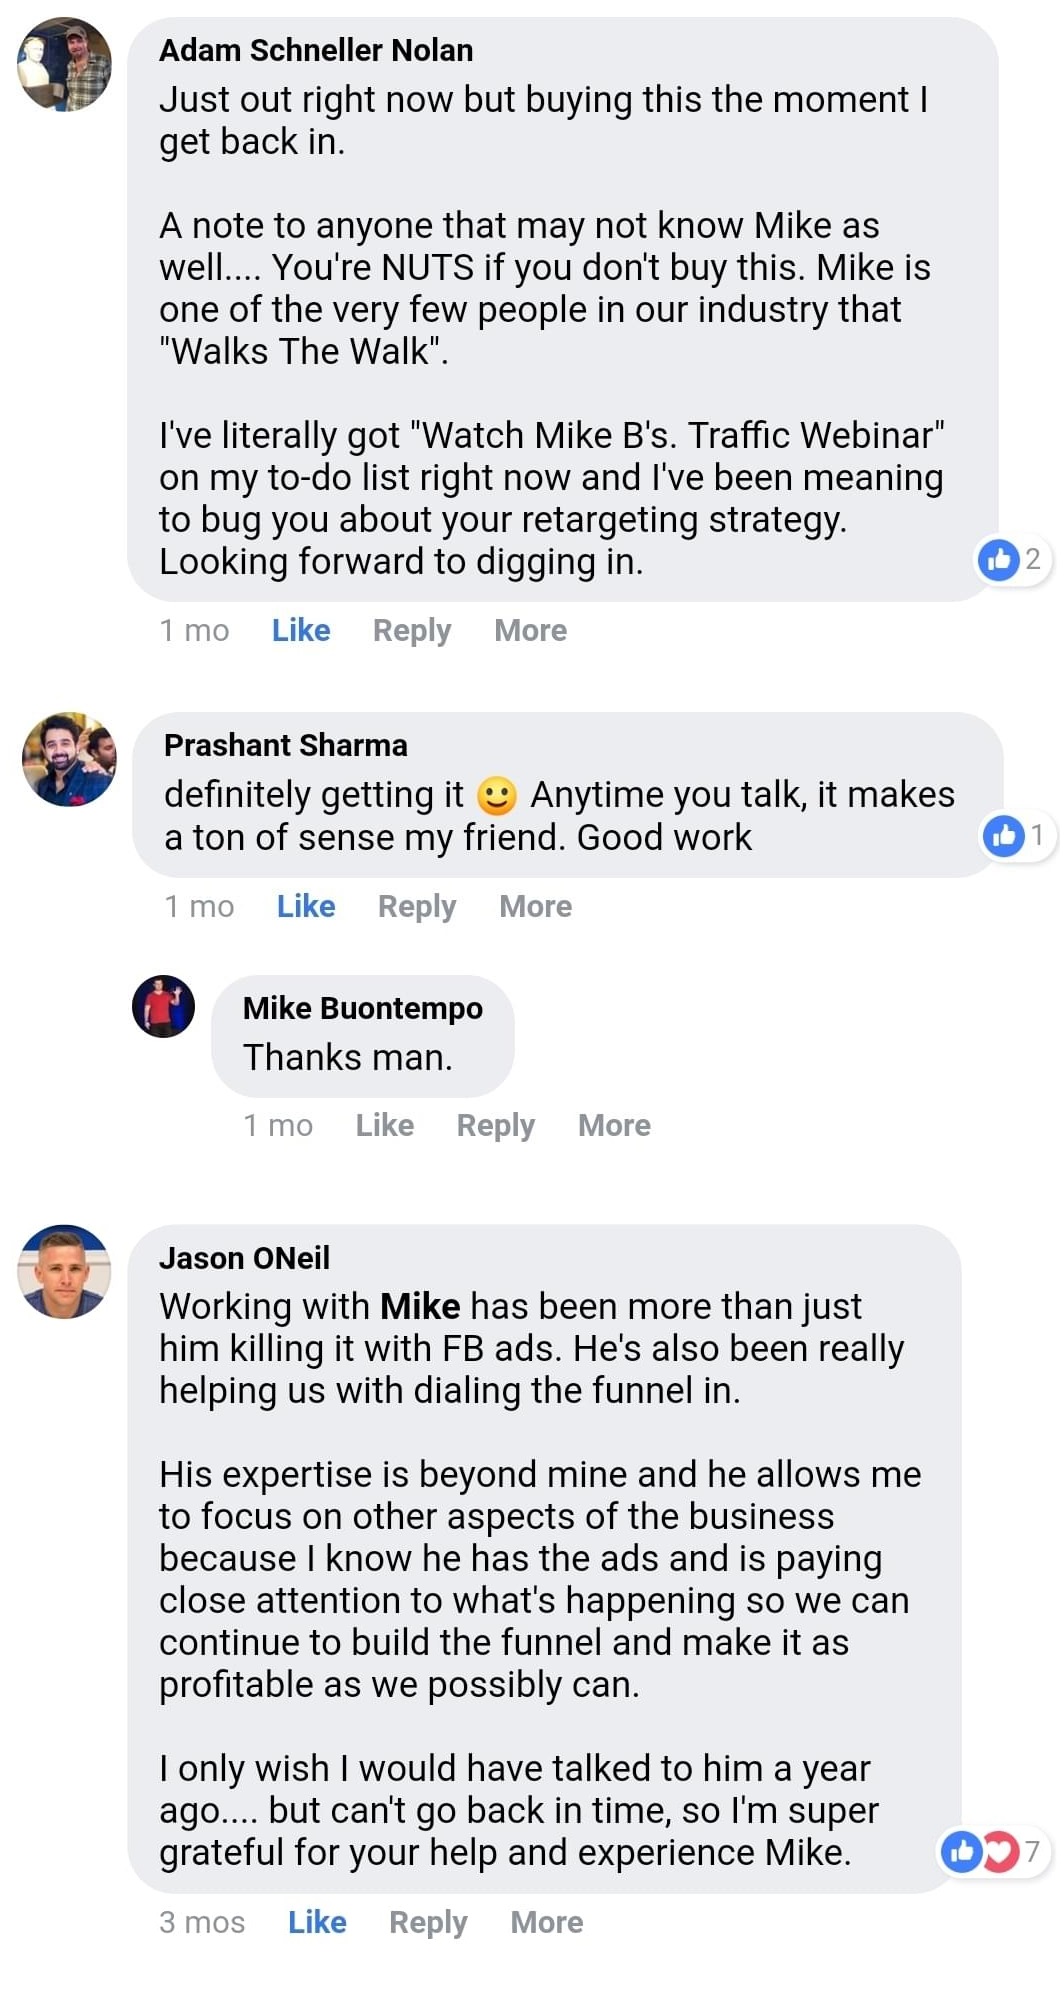 Adam Schneller Nolan
Just out right now but buying this the moment I
get back in.
A note to anyone that may not know Mike as
well.... You're NUTS if you don't buy this. Mike is
one of the very few people in our industry that
"Walks The Walk".
I've literally got "Watch Mike B's. Traffic Webinar"
on my to-do list right now and I've been meaning
to bug you about your retargeting strategy.
Looking forward to digging in.
2
1 mo Like Reply More
Prashant Sharma
definitely getting it 🙂 Anytime you talk, it makes
a ton of sense my friend. Good work
1
1 mo Like Reply More
Mike Buontempo
Thanks man.
1 mo Like Reply More
Jason ONeil
Working with Mike has been more than just
him killing it with FB ads. He's also been really
helping us with dialing the funnel in.
His expertise is beyond mine and he allows me
to focus on other aspects of the business
because I know he has the ads and is paying
close attention to what's happening so we can
continue to build the funnel and make it as
profitable as we possibly can.
I only wish I would have talked to him a year
ago.... but can't go back in time, so I'm super
grateful for your help and experience Mike.
7
3 mos Like Reply More